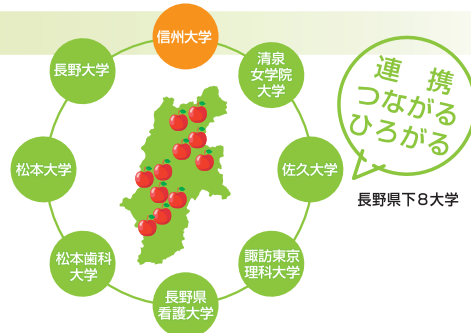 信州大学
清泉
女学院
大学
佐久大学
諏訪東京
理科大学
長野県
看護大学
松本歯科
大学
松本大学
長野大学
連携
つながる
ひろがる
長野県下8大学